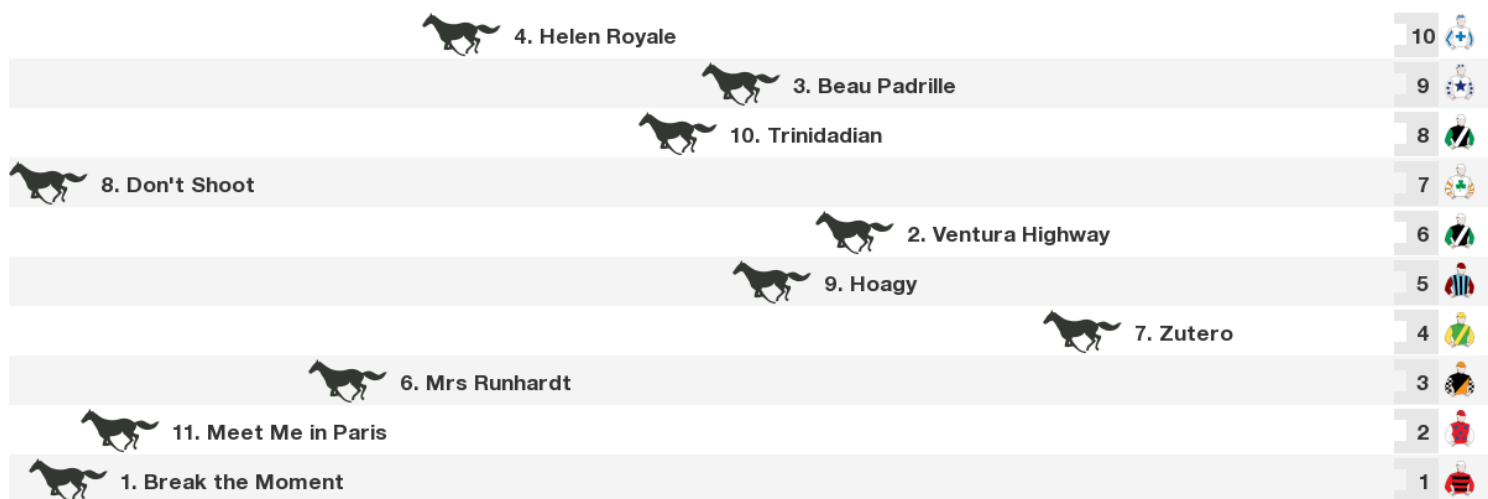 4. Helen Royale 10
3. Beau Padrille 9
10. Trinidadian 8
8. Don't Shoot 7
2. Ventura Highway 6
9. Hoagy 5
7. Zutero 4
6. Mrs Runhardt 3
11. Meet Me in Paris 2
1. Break the Moment 1